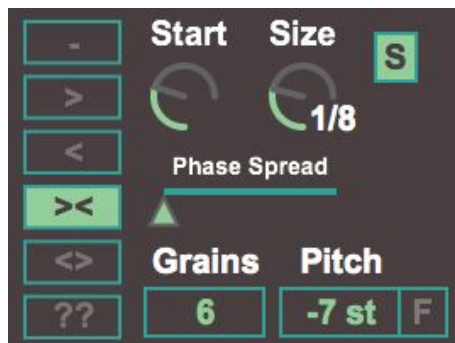 -
>
<
><
<>
??
Start Size S
1/8
Phase Spread
Grains Pitch
6 -7 st F